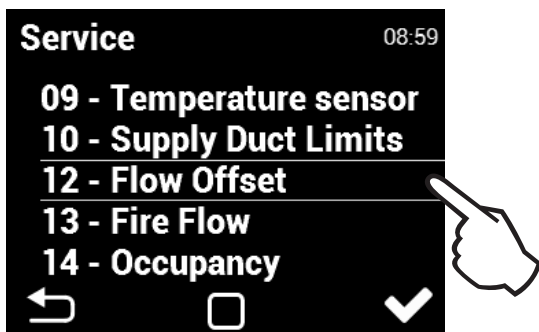 Service 08:59
09 - Temperature sensor
10 - Supply Duct Limits
12 - Flow Offset
13 - Fire Flow
14 - Occupancy